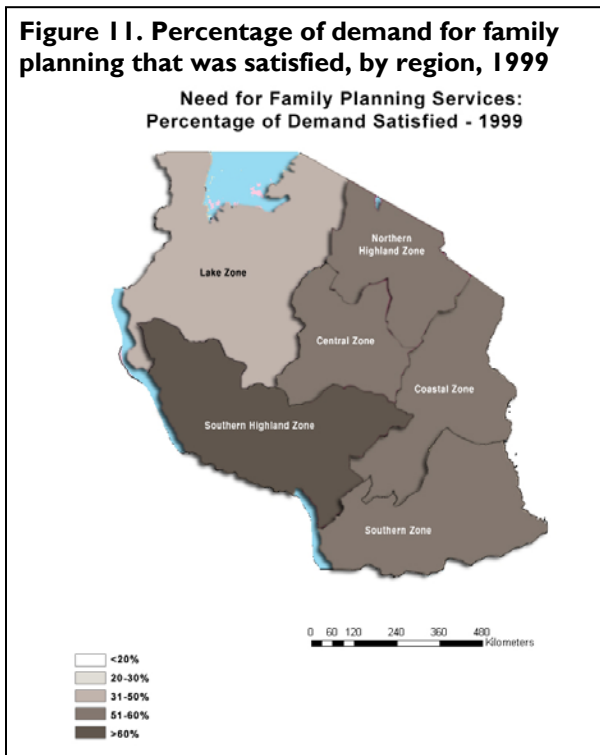 Figure 11. Percentage of demand for family
planning that was satisfied, by region, 1999
Need for Family Planning Services:
Percentage of Demand Satisfied - 1999
Northern
Highland Zone
Lake Zone
Central Zone
Coastal Zone
Southern Highland Zone
Southern Zone
0 60 120 240 360 480
Kilometers
<20%
20-30%
31-50%
51-60%
>60%